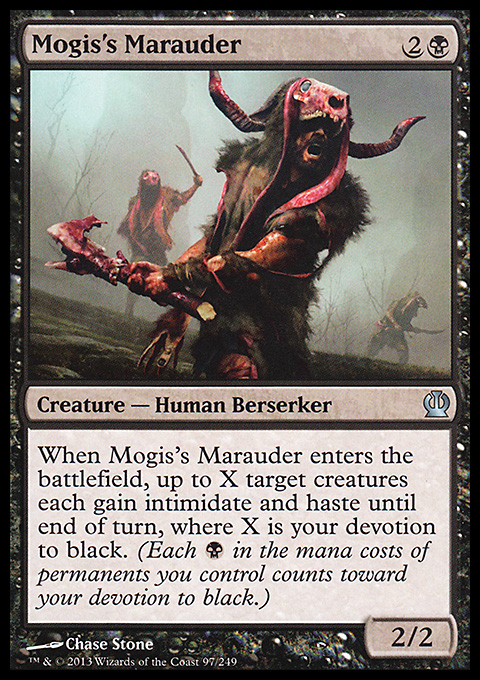 Mogis's Marauder 2
Creature — Human Berserker
When Mogis's Marauder enters the
battlefield, up to X target creatures
each gain intimidate and haste until
end of turn, where X is your devotion
to black. (Each in the mana costs of
permanents you control counts toward
your devotion to black.)
Chase Stone
2/2
™ & © 2013 Wizards of the Coast 97/249